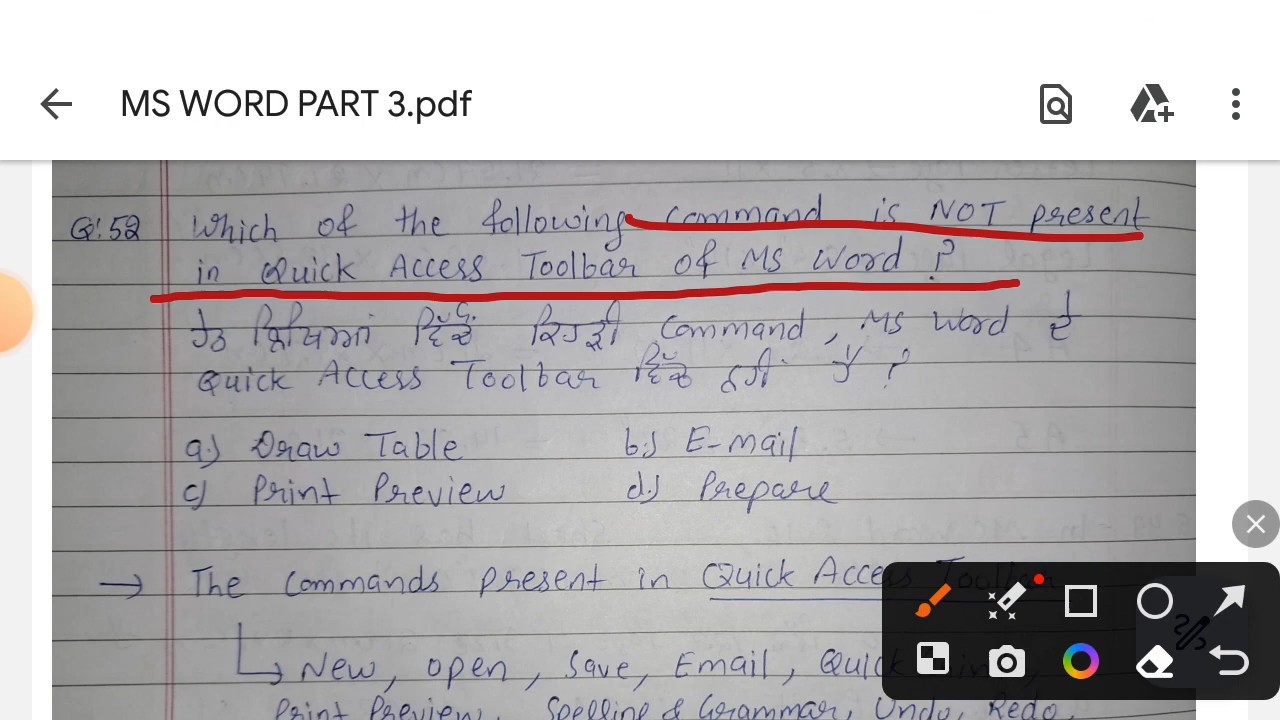 MS WORD PART 3.pdf
Q.52 Which of the following command is NOT present
in Quick Access Toolbar of MS Word ?
ਹੇਠ ਲਿਖਿਆਂ ਵਿੱਚੋਂ ਕਿਹੜੀ Command, MS Word ਦੇ
Quick Access Toolbar ਵਿੱਚ ਨਹੀਂ ਹੈ ?
a.) Draw Table b.) E-mail
c) Print Preview d.) Prepare
→ The Commands present in Quick Access
↳ New, open, Save, Email, Quick
Print Preview, Spelling & Grammar, Undo, Redo,